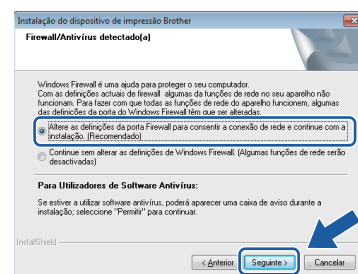 Instalação do dispositivo de impressão Brother
Firewall/Antivírus detectado(a)
Windows Firewall é uma ajuda para proteger o seu computador.
Com as definições actuais de firewall algumas da funções de rede no seu aparelho não
funcionam. Para fazer com que todas as funções de rede do aparelho funcionem, algumas
das definições da porta do Windows Firewall têm que ser alteradas.
Altere as definições da porta Firewall para consentir a conexão de rede e continue com a
instalação. (Recomendado)
Continue sem alterar as definições de Windows Firewall. (Algumas funções de rede serão
desactivadas)
Para Utilizadores de Software Antivírus:
Se estiver a utilizar software antivírus, poderá aparecer uma caixa de aviso durante a
instalação; seleccione "Permitir" para continuar.
InstallShield
< Anterior Seguinte > Cancelar